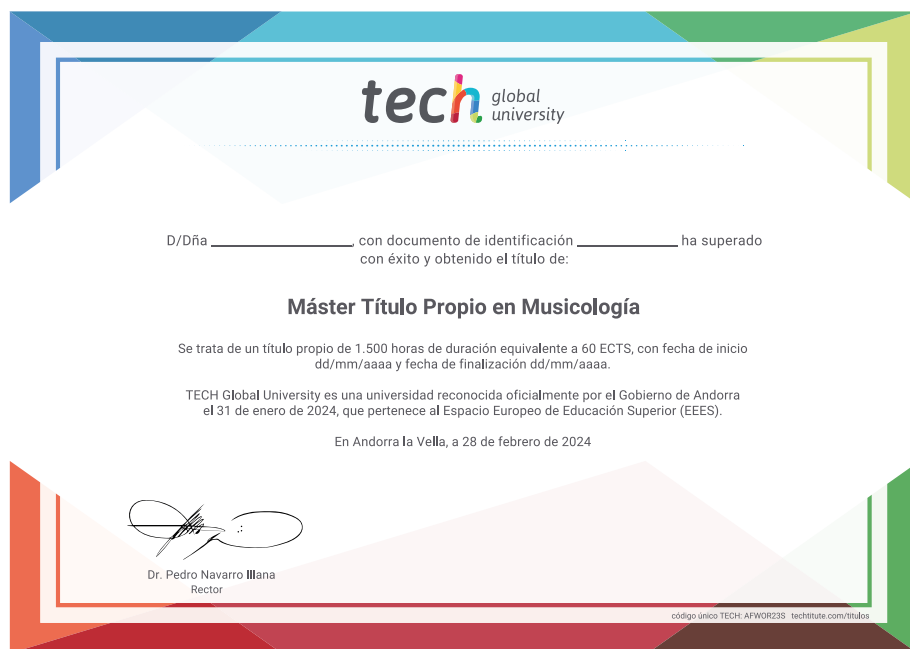 tech global university
D/Dña ______________, con documento de identificación __________ ha superado
con éxito y obtenido el título de:
Máster Título Propio en Musicología
Se trata de un título propio de 1.500 horas de duración equivalente a 60 ECTS, con fecha de inicio
dd/mm/aaaa y fecha de finalización dd/mm/aaaa.
TECH Global University es una universidad reconocida oficialmente por el Gobierno de Andorra
el 31 de enero de 2024, que pertenece al Espacio Europeo de Educación Superior (EEES).
En Andorra la Vella, a 28 de febrero de 2024
Dr. Pedro Navarro Illana
Rector
código único TECH: AFWOR23S techtitute.com/titulos